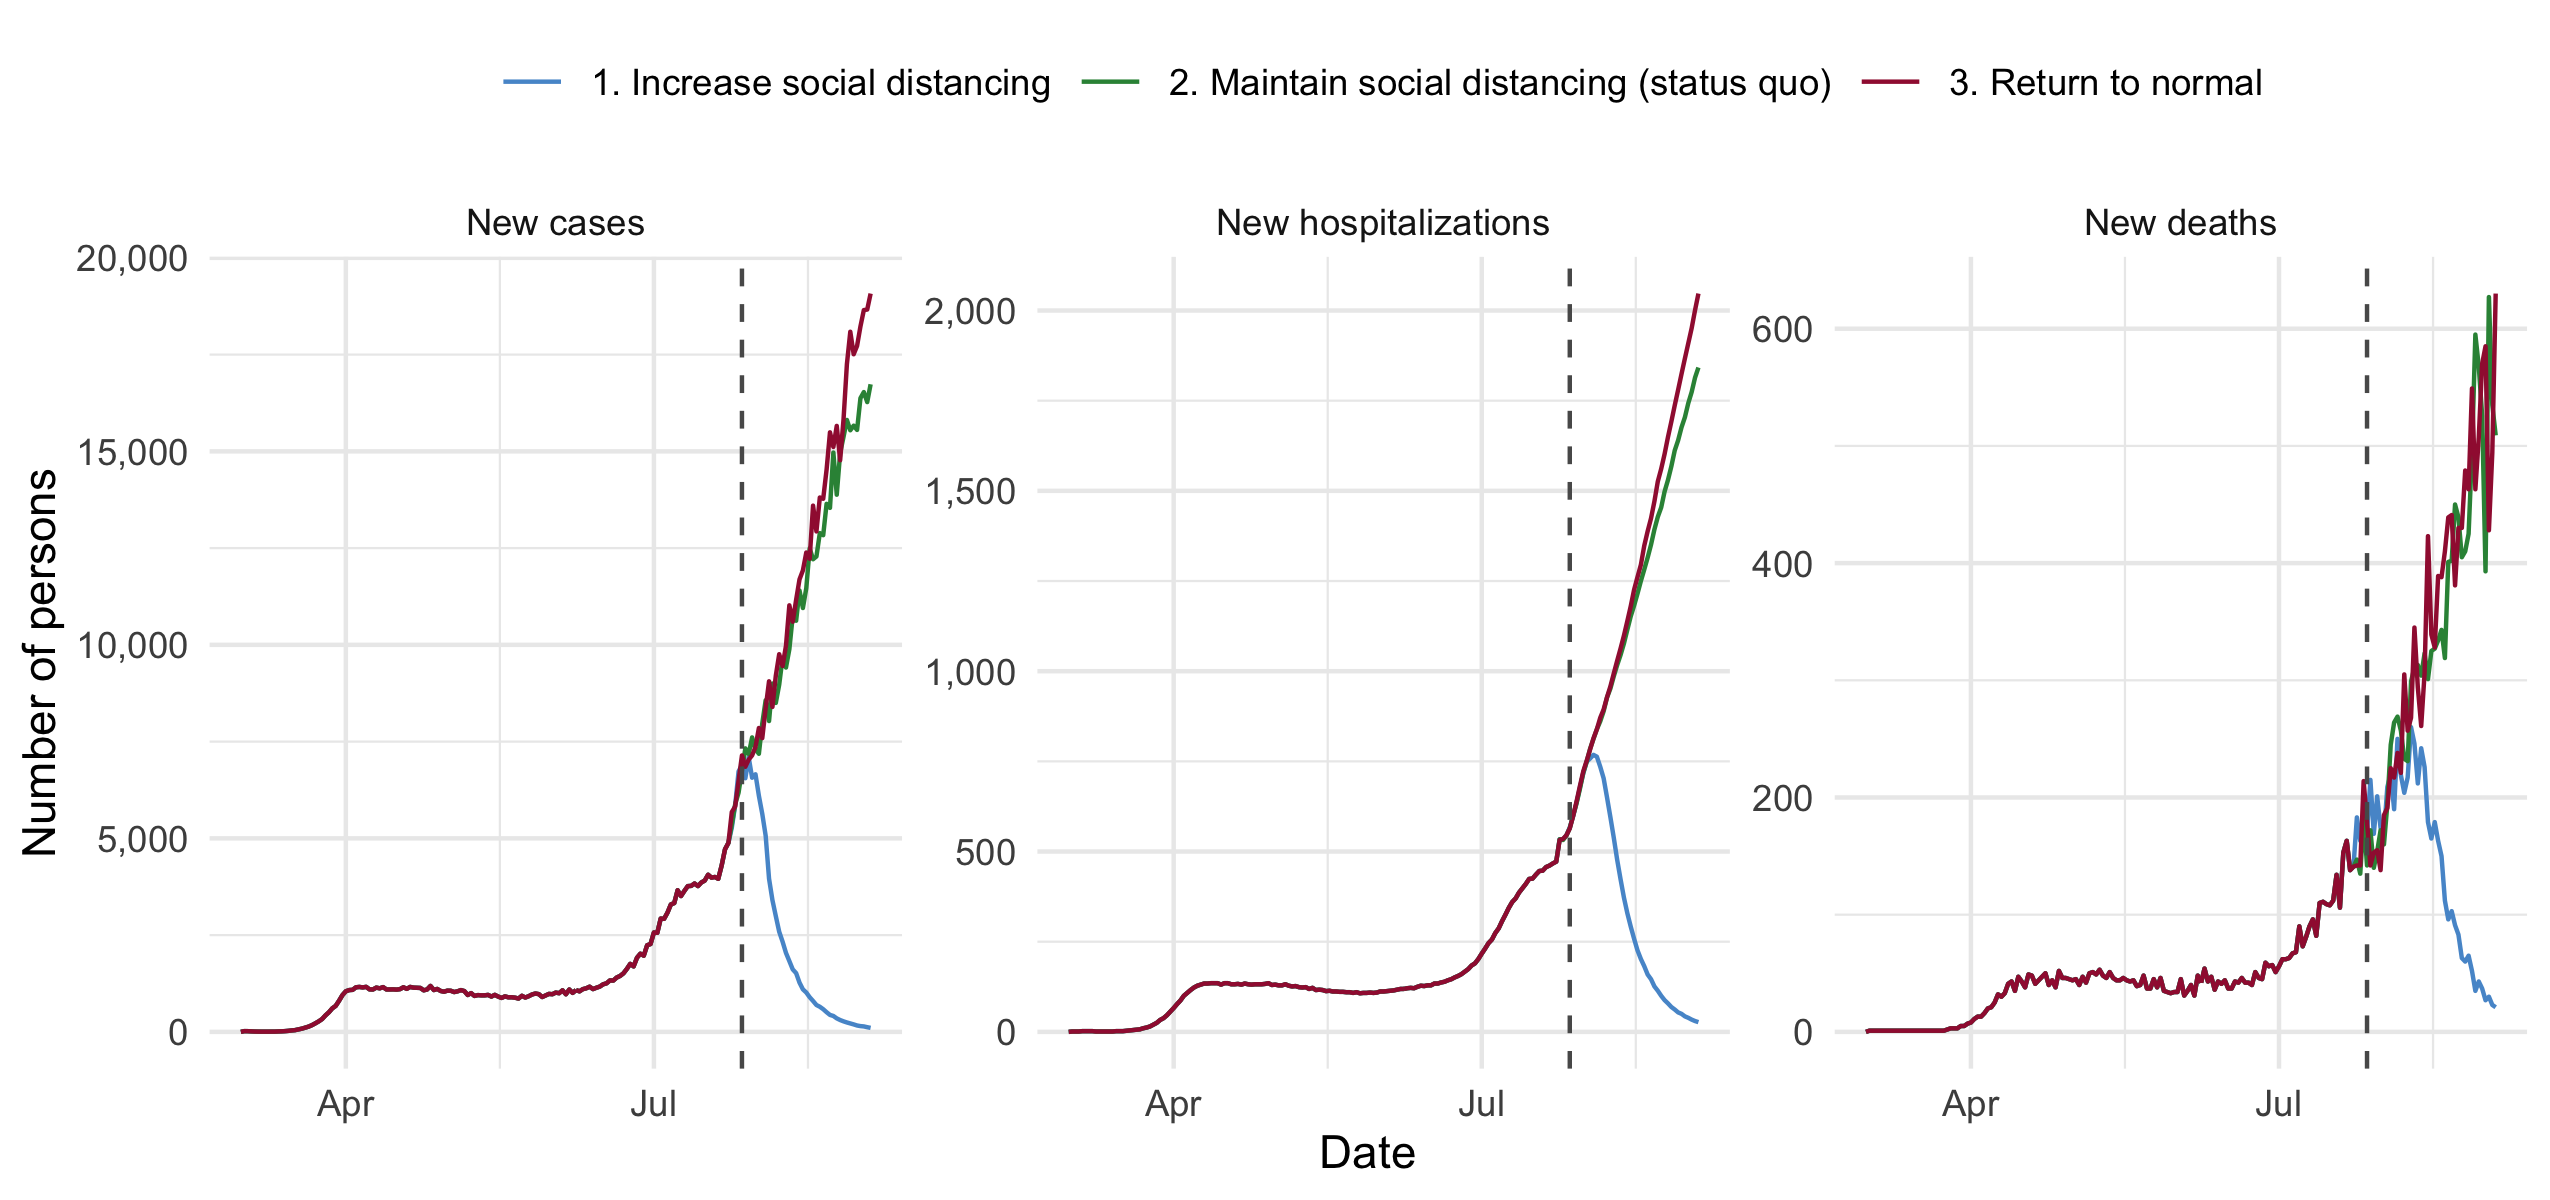 1. Increase social distancing 2. Maintain social distancing (status quo) 3. Return to normal
New cases New hospitalizations New deaths
Number of persons
20,000
15,000
10,000
5,000
0
2,000
1,500
1,000
500
0
600
400
200
0
Apr Jul Apr Jul Apr Jul
Date